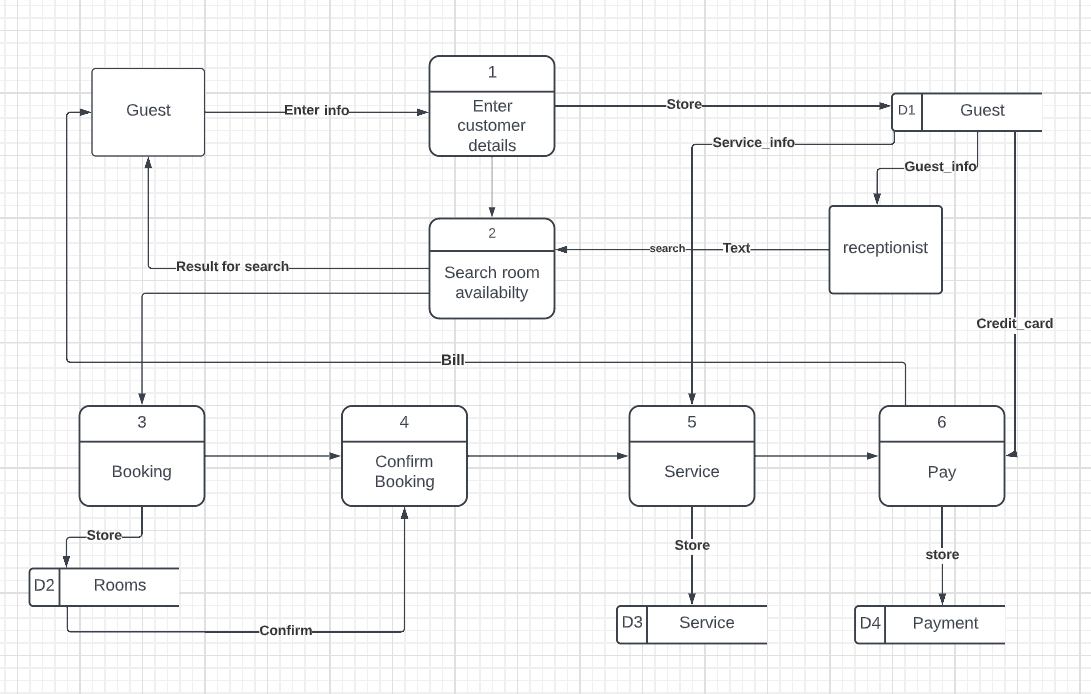 1
Guest
Enter info
Enter
customer
details
Store
D1
Guest
Service_info
Guest_info
2
search
Text
receptionist
Result for search
Search room
availabilty
Credit_card
Bill
3
4
5
6
Booking
Confirm
Booking
Service
Pay
Store
Store
store
D2
Rooms
Confirm
D3
Service
D4
Payment